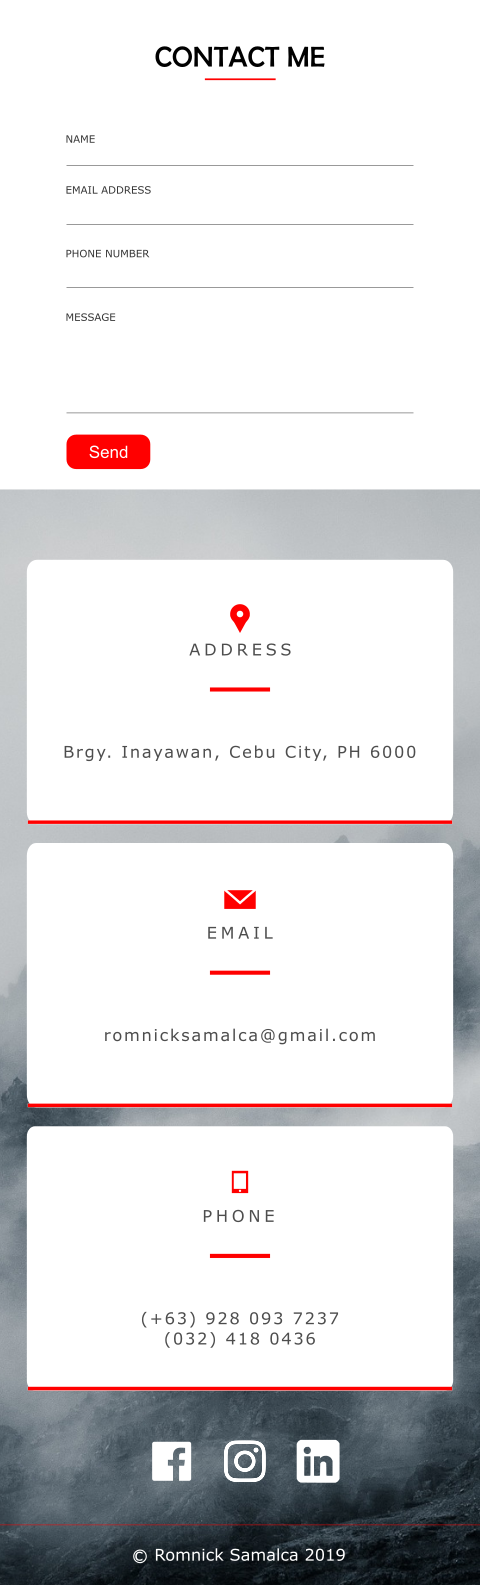 CONTACT ME
NAME
EMAIL ADDRESS
PHONE NUMBER
MESSAGE
Send
ADDRESS
Brgy. Inayawan, Cebu City, PH 6000
EMAIL
romnicksamalca@gmail.com
PHONE
(+63) 928 093 7237
(032) 418 0436
© Romnick Samalca 2019